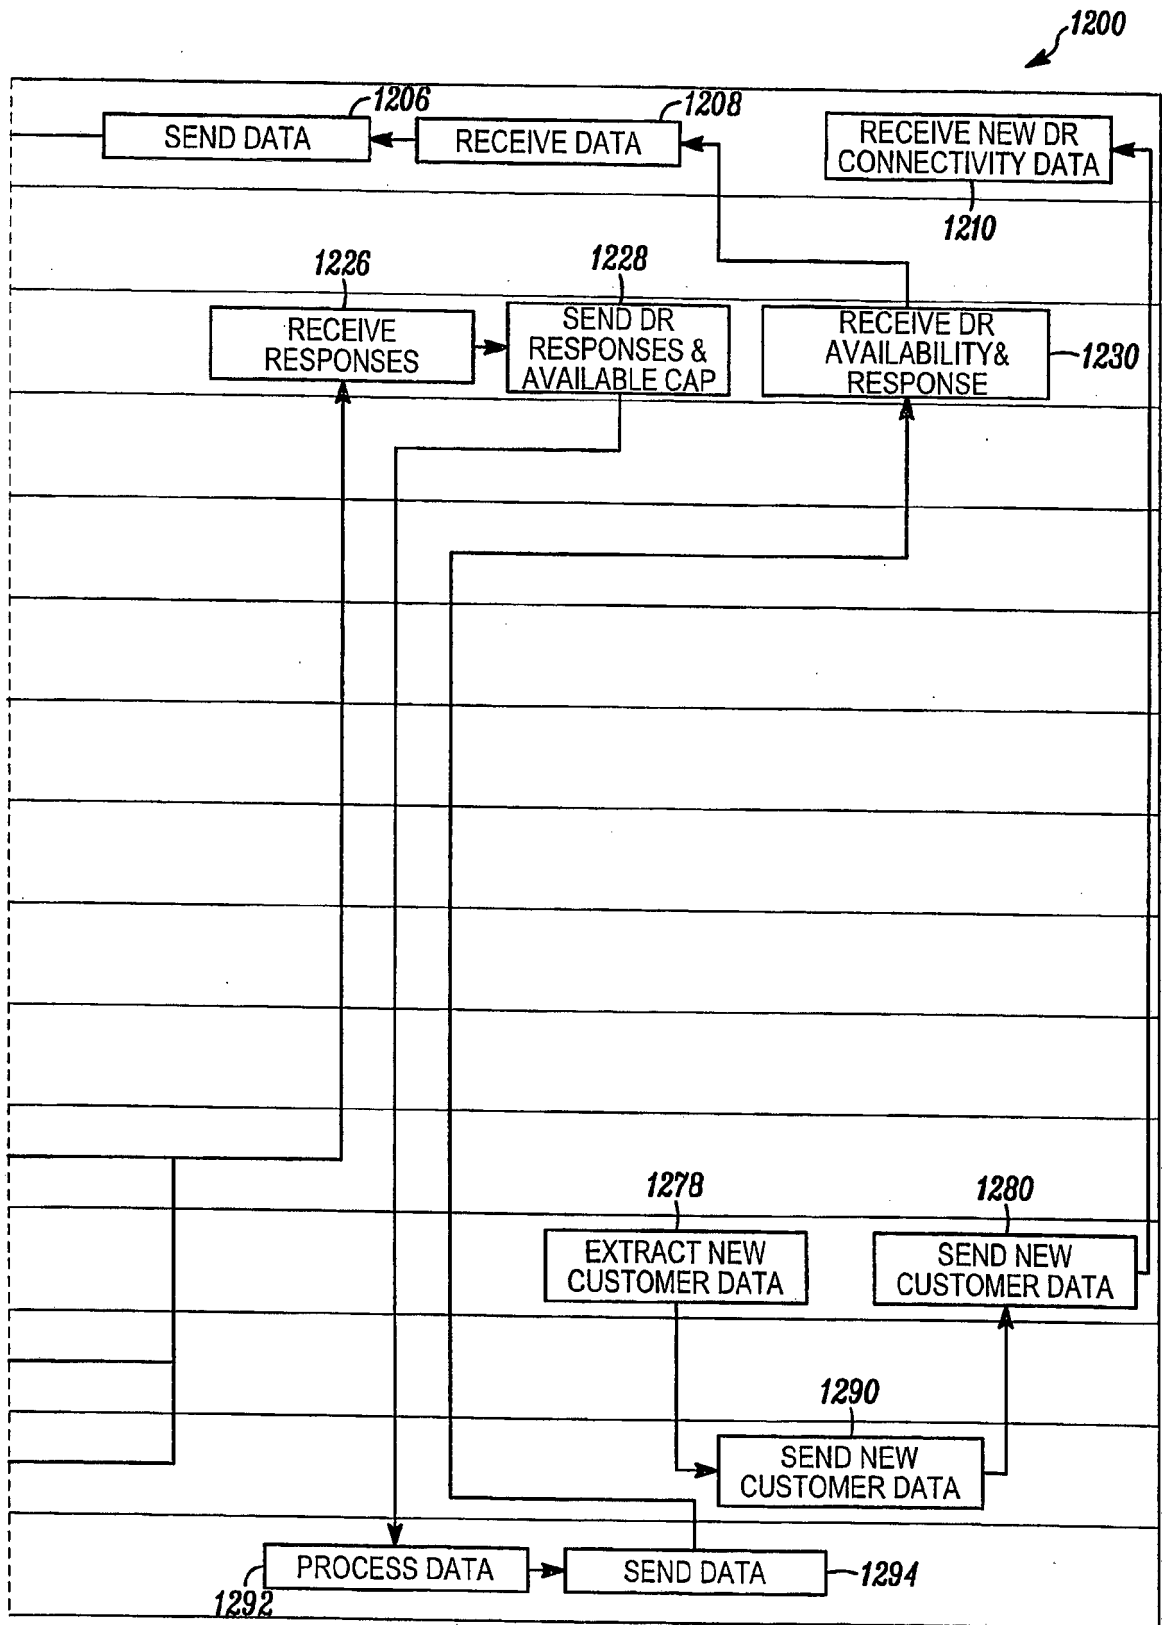 1200
1206
1208
SEND DATA
RECEIVE DATA
RECEIVE NEW DR
CONNECTIVITY DATA
1210
1226
1228
RECEIVE
RESPONSES
SEND DR
RESPONSES &
AVAILABLE CAP
RECEIVE DR
AVAILABILITY&
RESPONSE
1230
1278
1280
EXTRACT NEW
CUSTOMER DATA
SEND NEW
CUSTOMER DATA
1290
SEND NEW
CUSTOMER DATA
PROCESS DATA
SEND DATA
1292
1294